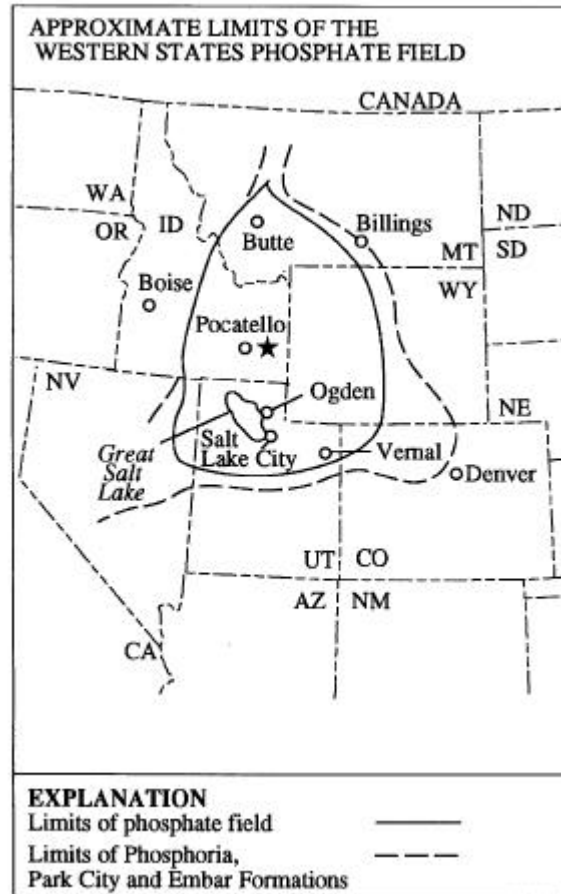 APPROXIMATE LIMITS OF THE
WESTERN STATES PHOSPHATE FIELD
CANADA
WA
OR
ID
Butte
Billings
ND
MT
SD
WY
Boise
Pocatello
NV
Ogden
NE
Great
Salt
Lake
Salt
Lake City
Vernal
Denver
UT
CO
AZ
NM
CA
EXPLANATION
Limits of phosphate field
Limits of Phosphoria,
Park City and Embar Formations